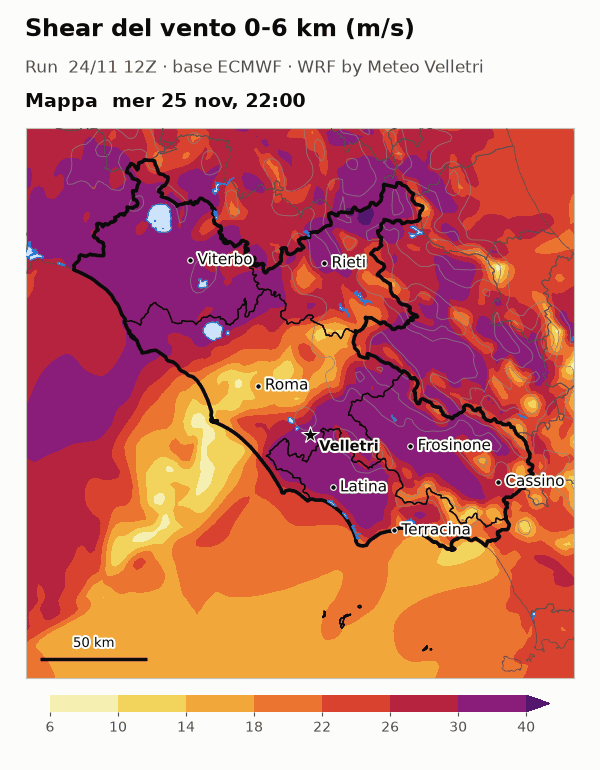 Shear del vento 0-6 km (m/s)
Run  24/11 12Z · base ECMWF · WRF by Meteo Velletri
Mappa  mer 25 nov, 22:00
Viterbo
Rieti
Roma
Velletri
Frosinone
Latina
Cassino
Terracina
50 km
6 10 14 18 22 26 30 40